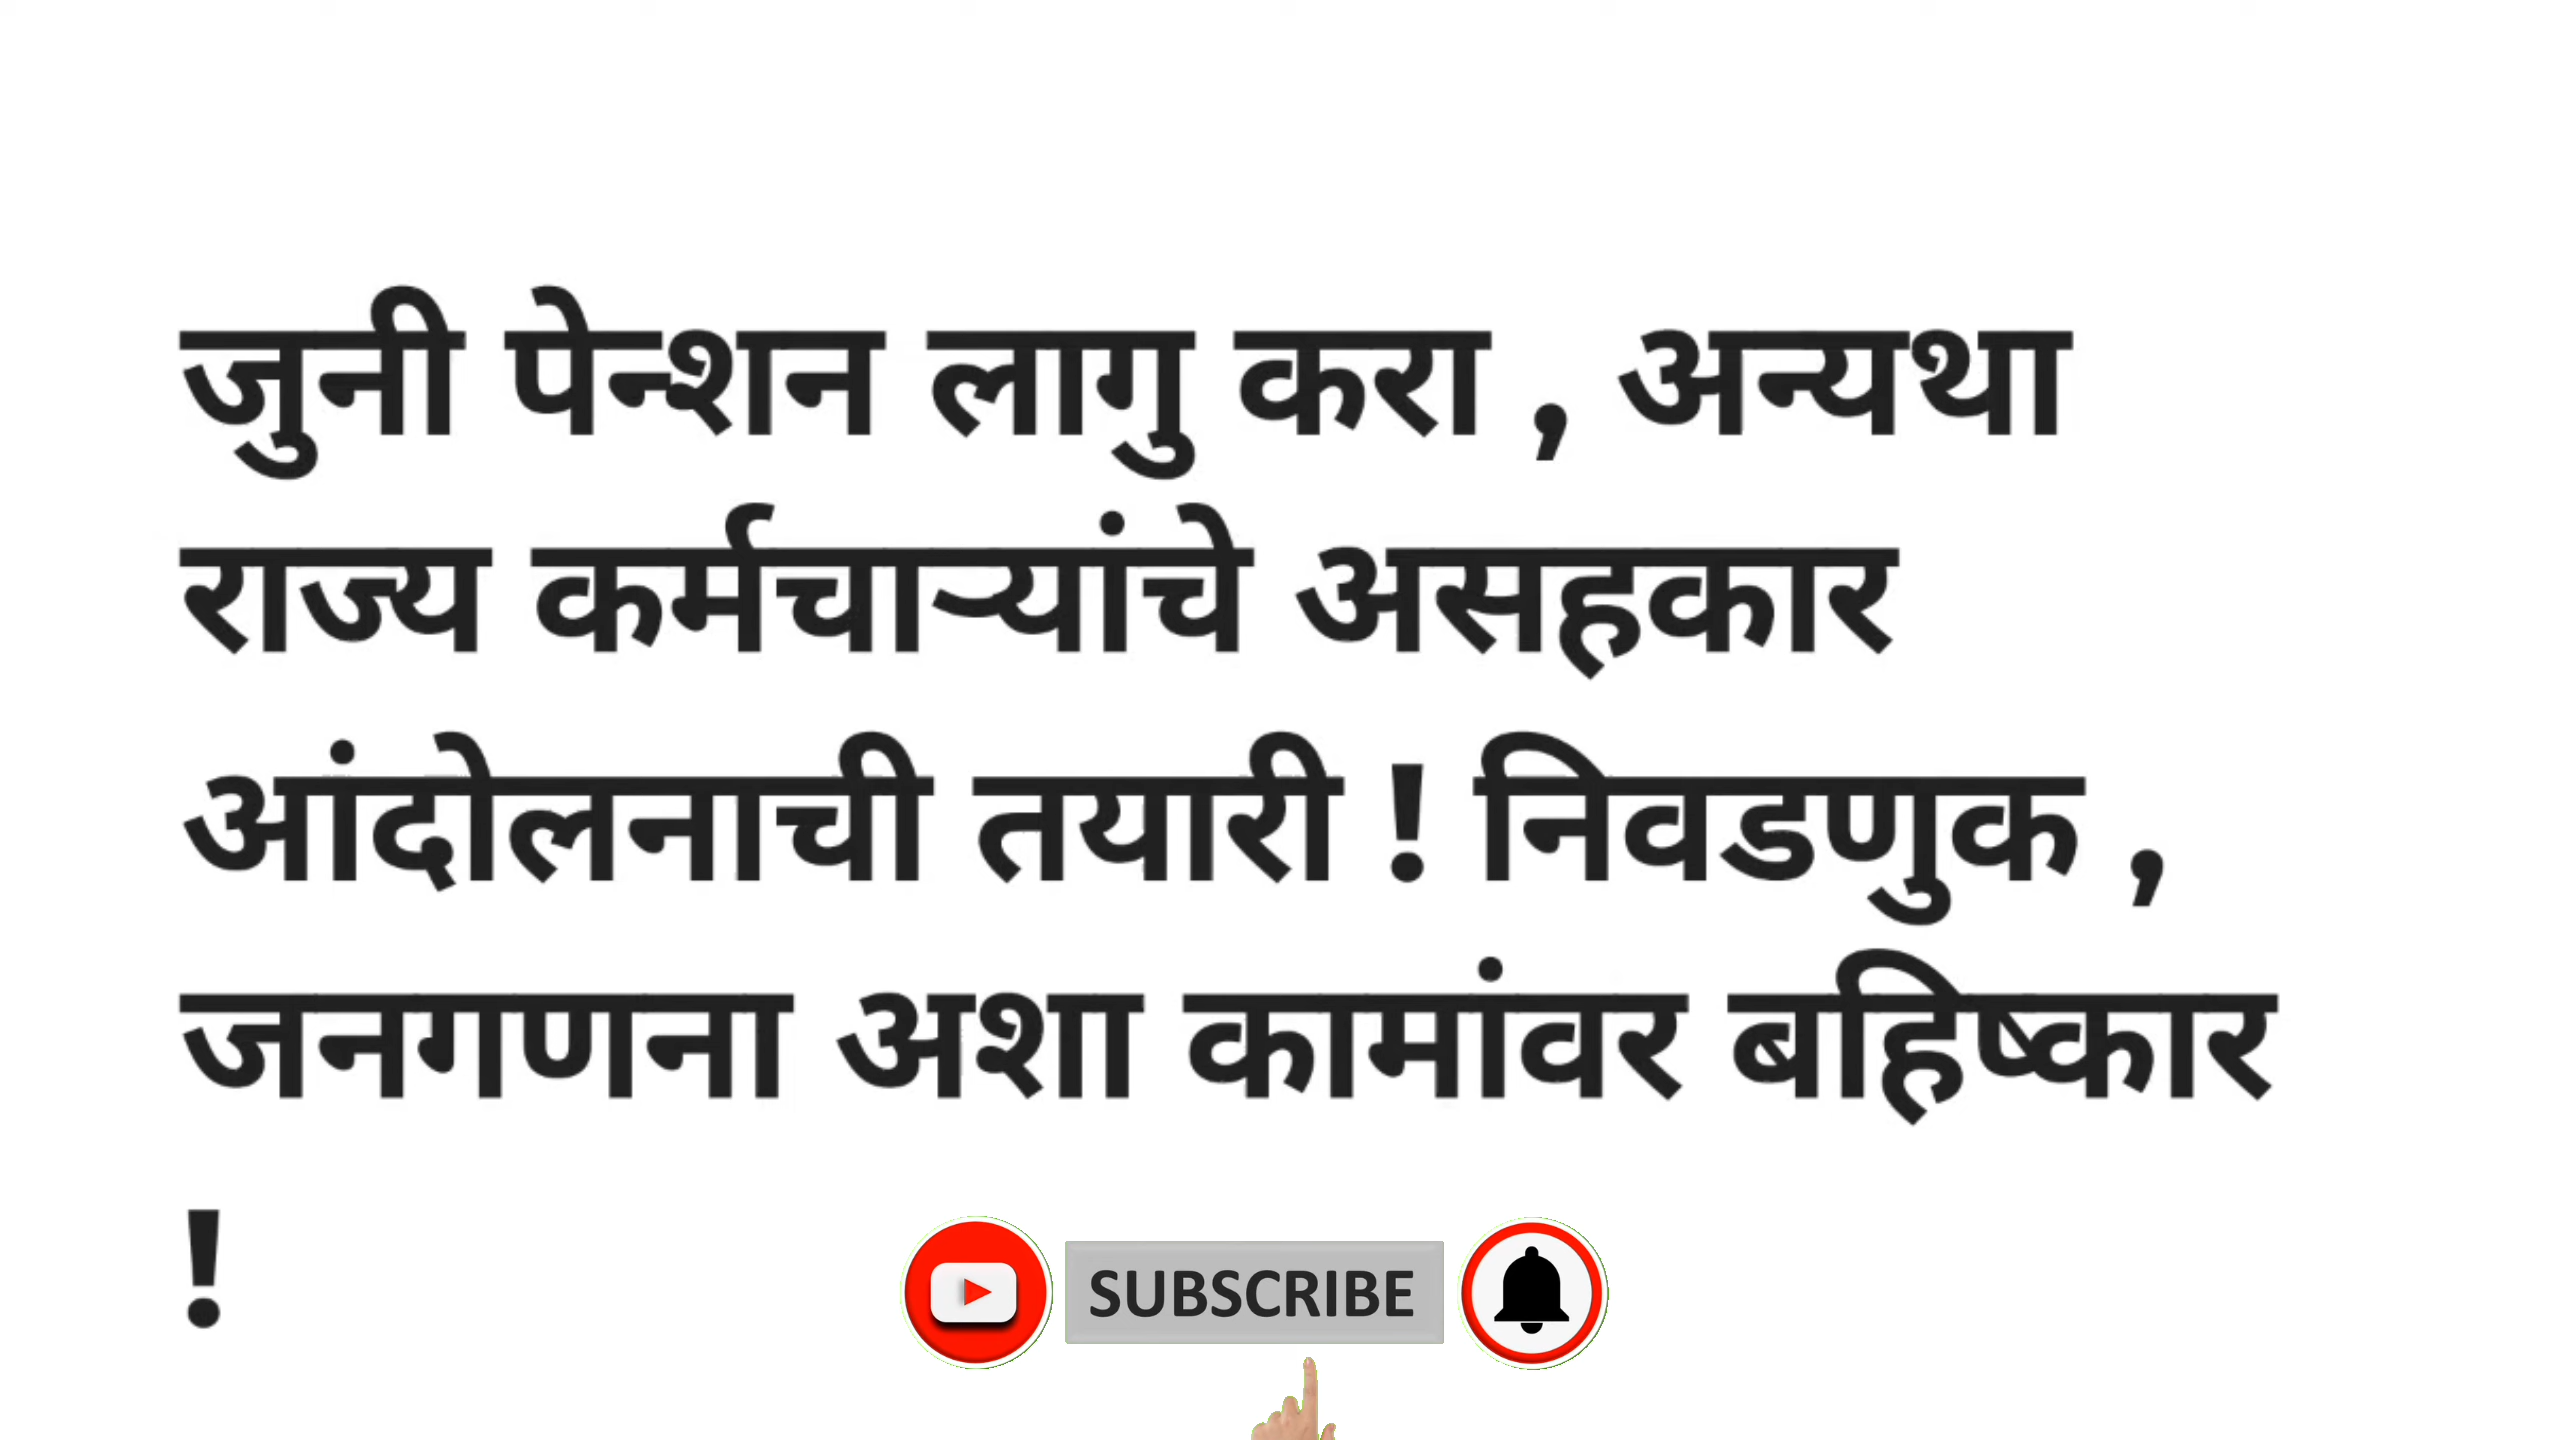 जुनी पेन्शन लागु करा , अन्यथा
राज्य कर्मचाऱ्यांचे असहकार
आंदोलनाची तयारी ! निवडणुक ,
जनगणना अशा कामांवर बहिष्कार
!
SUBSCRIBE